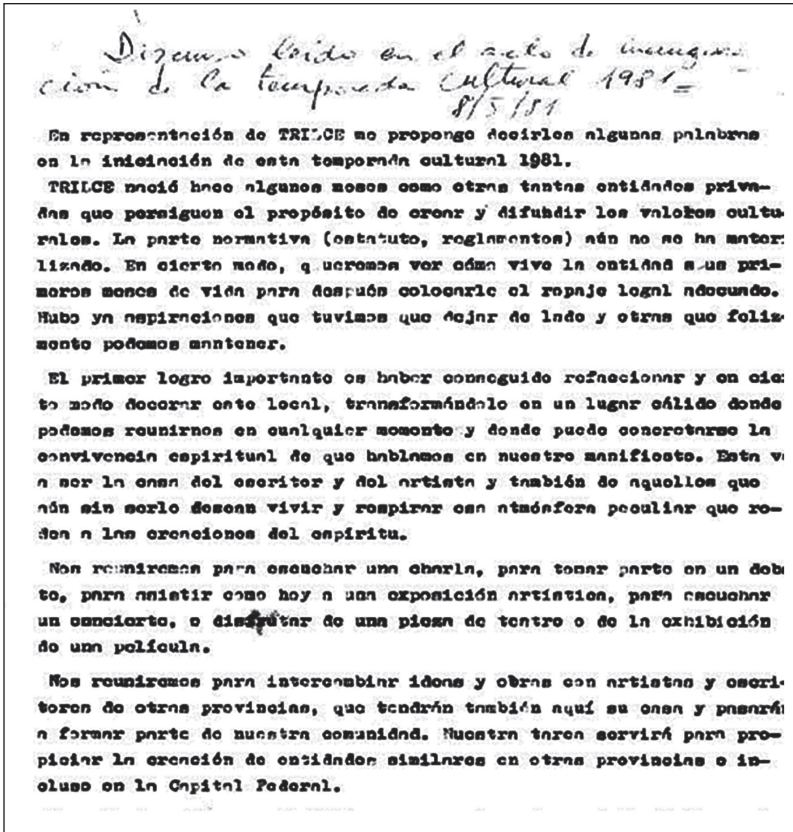 Discurso leído en el acto de inaugura-
ción de la temporada cultural 1981_
8/5/81
En representación de TRILCE me propongo decirles algunas palabras
en la iniciación de esta temporada cultural 1981.
TRILCE nació hace algunos meses como otras tantas entidades priva-
das que persiguen el propósito de crear y difundir los valores cultu-
rales. La parte normativa (estatuto, reglamentos) aún no se ha materi
lizado. En cierto modo, q ueremos ver cómo vive la entidad s us pri-
meros meses de vida para después colocarle el ropaje legal adecuado.
Hubo ya aspiraciones que tuvimos que dejar de lado y otras que feliz-
mente podemos mantener.
El primer logro importante es haber conseguido refaccionar y en cier
to modo decorar este local, transformándolo en un lugar cálido donde
podemos reunirnos en cualquier momento y donde puede concretarse la
convivencia espiritual de que hablamos en nuestro manifiesto. Esta v
a ser la casa del escritor y del artista y también de aquellos que
aún sin serlo desean vivir y respirar esa atmósfera peculiar que ro-
dea a las creaciones del espíritu.
Nos reuniremos para escuchar una charla, para tomar parte en un deba
te, para asistir como hoy a una exposición artística, para escuchar
un concierto, o disfrutar de una pieza de teatro o de la exhibición
de una película.
Nos reuniremos para intercambiar ideas y obras con artistas y escri-
tores de otras provincias, que tendrán también aquí su casa y pasará
a formar parte de nuestra comunidad. Nuestra tarea servirá para pro-
piciar la creación de entidades similares en otras provincias e in-
cluso en la Capital Federal.